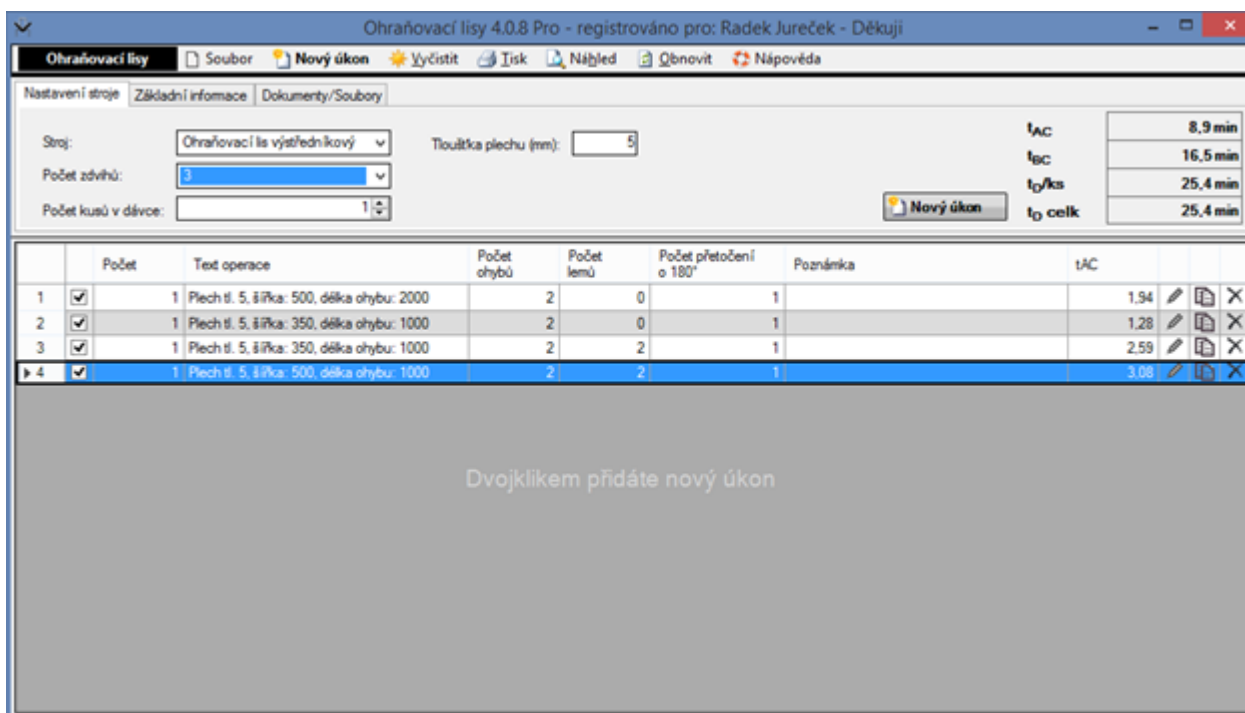 Ohraňovací lisy 4.0.8 Pro - registrováno pro: Radek Jureček - Děkuji
Ohraňovací lisy Soubor Nový úkon Vyčistit Tisk Náhled Obnovit Nápověda
Nastavení stroje Základní informace Dokumenty/Soubory
Stroj: Ohraňovací lis výstředníkový Tloušťka plechu (mm): 5 tAC 8,9 min
tBC 16,5 min
Počet zdvihů: 3
tD/ks 25,4 min
Počet kusů v dávce: 1 Nový úkon tD celk 25,4 min
Počet Text operace Počet ohybů Počet lemů Počet přetočení o 180° Poznámka tAC
1 1 Plech tl. 5, šířka: 500, délka ohybu: 2000 2 0 1 1,94
2 1 Plech tl. 5, šířka: 350, délka ohybu: 1000 2 0 1 1,28
3 1 Plech tl. 5, šířka: 350, délka ohybu: 1000 2 2 1 2,59
4 1 Plech tl. 5, šířka: 500, délka ohybu: 1000 2 2 1 3,08
Dvojklikem přidáte nový úkon